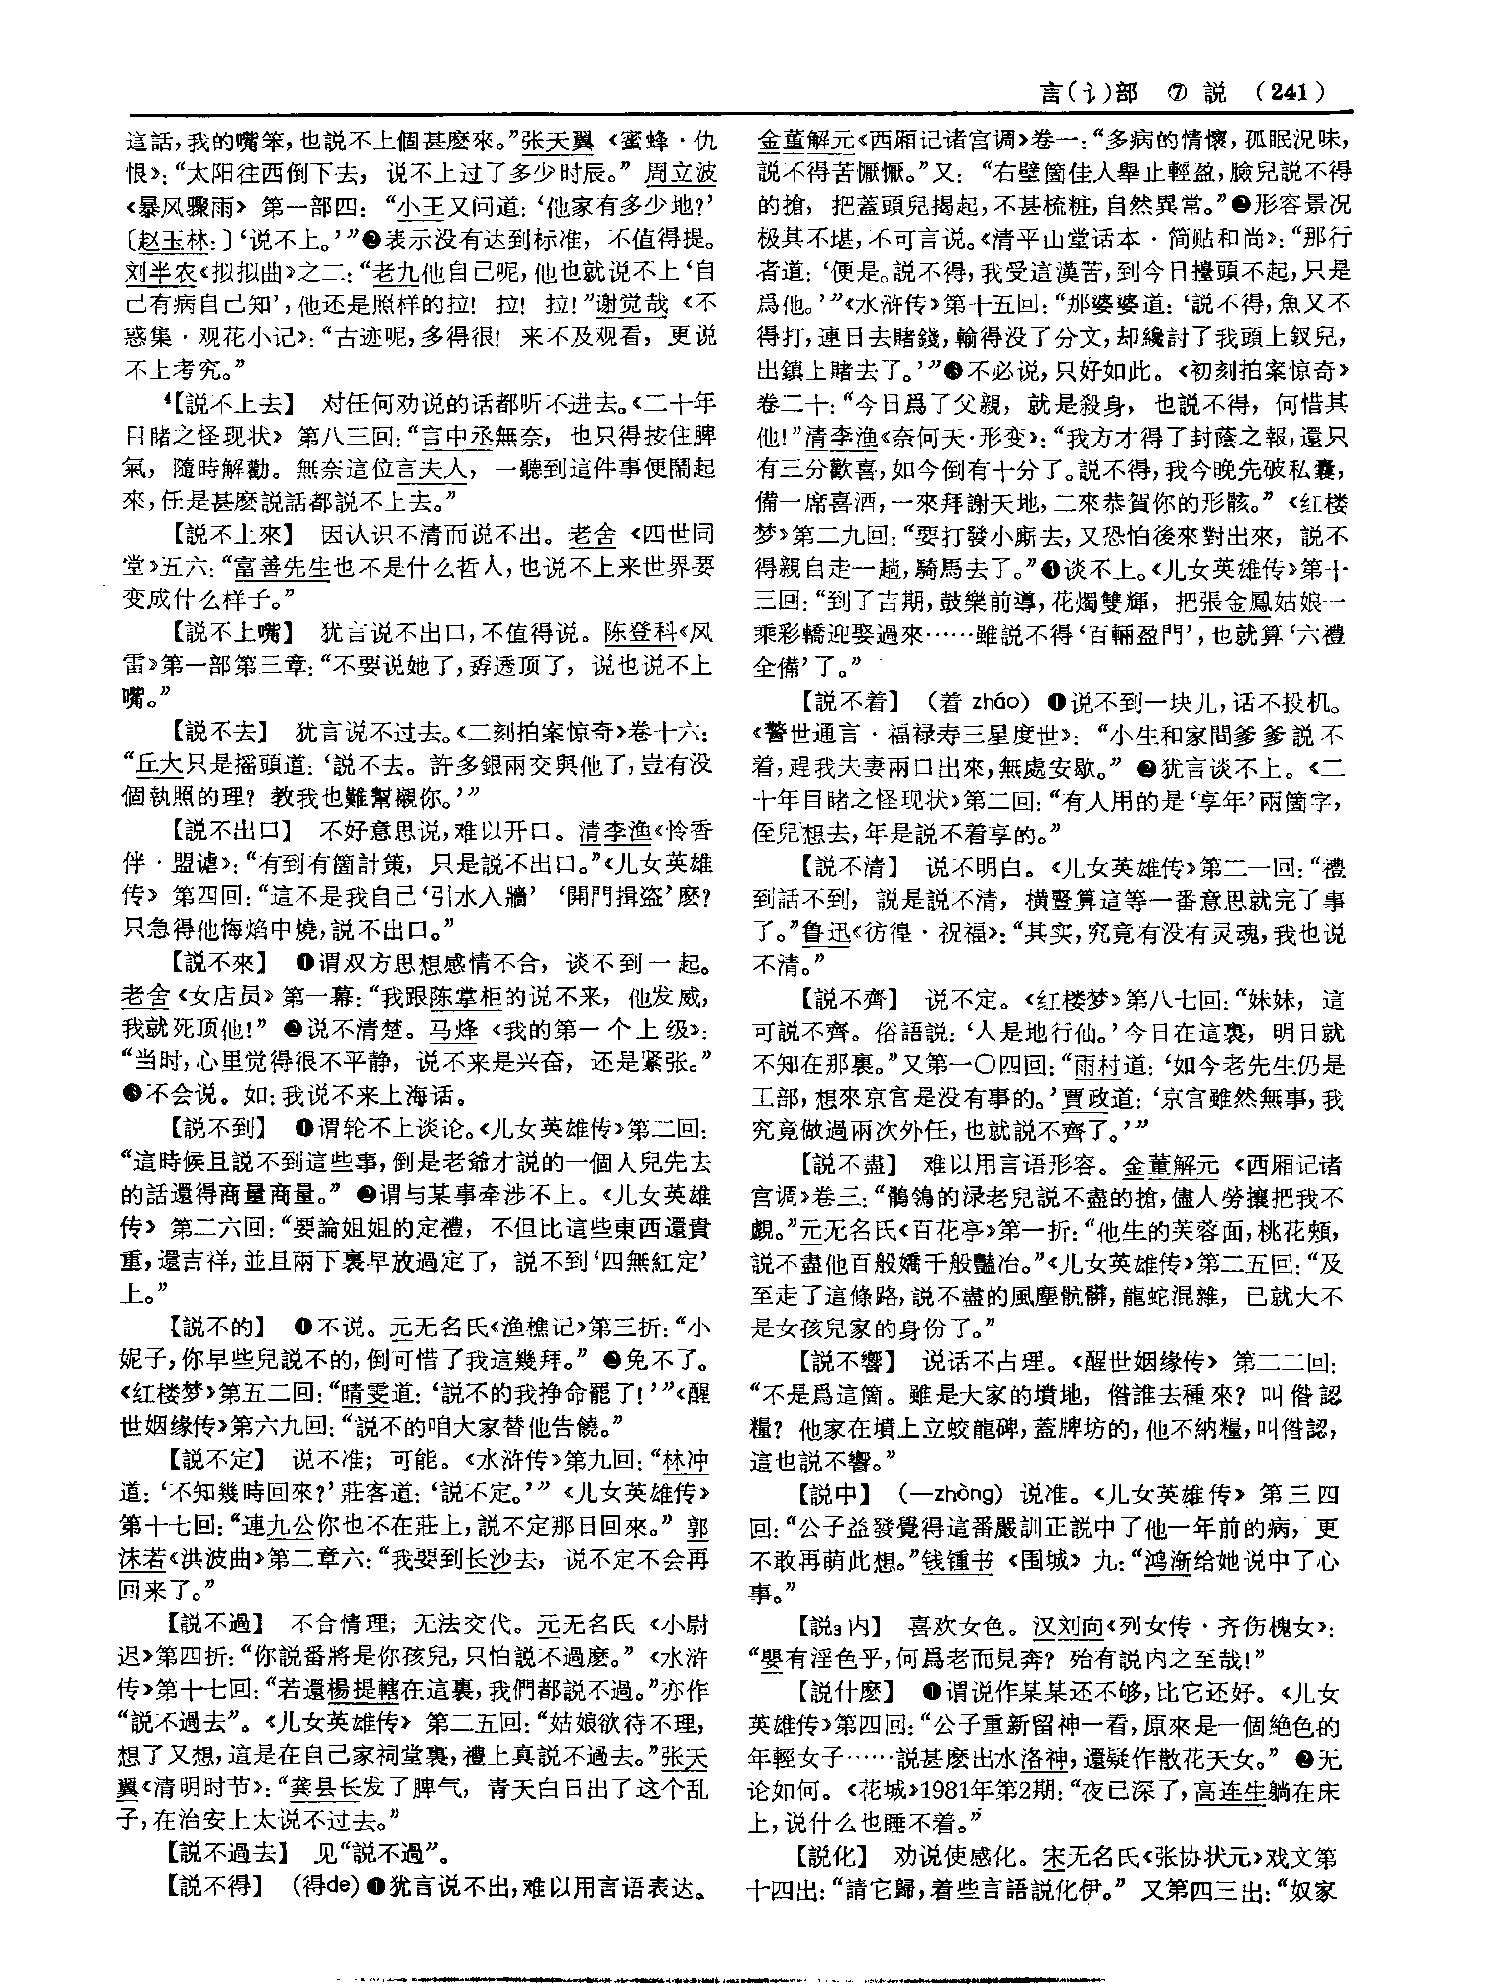 言(讠)部　⑦ 説　（241）
這話，我的嘴笨，也説不上個甚麽來。”张天翼《蜜蜂·仇
恨》：“太阳往西倒下去，说不上过了多少时辰。”周立波
《暴风骤雨》第一部四：“小王又问道：‘他家有多少地？’
〔赵玉林：〕‘说不上。’”❷表示没有达到标准，不值得提。
刘半农《拟拟曲》之二：“老九他自己呢，他也就说不上‘自
己有病自己知’，他还是照样的拉！拉！拉！”谢觉哉《不
惑集·观花小记》：“古迹呢，多得很！来不及观看，更说
不上考究。”
⁴【説不上去】　对任何劝说的话都听不进去。《二十年
目睹之怪现状》第八三回：“言中丞無奈，也只得按住脾
氣，隨時解勸。無奈這位言夫人，一聽到這件事便鬧起
來，任是甚麽説話都説不上去。”
【説不上來】　因认识不清而说不出。老舍《四世同
堂》五六：“富善先生也不是什么哲人，也说不上来世界要
变成什么样子。”
【説不上嘴】　犹言说不出口，不值得说。陈登科《风
雷》第一部第三章：“不要说她了，孬透顶了，说也说不上
嘴。”
【説不去】　犹言说不过去。《二刻拍案惊奇》卷十六：
“丘大只是摇頭道：‘説不去。許多銀兩交與他了，豈有没
個執照的理？教我也難幫襯你。’”
【説不出口】　不好意思说，难以开口。清李渔《怜香
伴·盟谑》：“有到有箇計策，只是説不出口。”《儿女英雄
传》第四回：“這不是我自己‘引水入牆’‘開門揖盗’麽？
只急得他悔焰中燒，説不出口。”
【説不來】　❶谓双方思想感情不合，谈不到一起。
老舍《女店员》第一幕：“我跟陈掌柜的说不来，他发威，
我就死顶他！”❷说不清楚。马烽《我的第一个上级》：
“当时，心里觉得很不平静，说不来是兴奋，还是紧张。”
❸不会说。如：我说不来上海话。
【説不到】　❶谓轮不上谈论。《儿女英雄传》第二回：
“這時候且説不到這些事，倒是老爺才説的一個人兒先去
的話還得商量商量。”❷谓与某事牵涉不上。《儿女英雄
传》第二六回：“要論姐姐的定禮，不但比這些東西還貴
重，還吉祥，並且兩下裏早放過定了，説不到‘四無紅定’
上。”
【説不的】　❶不说。元无名氏《渔樵记》第三折：“小
妮子，你早些兒説不的，倒可惜了我這幾拜。”❷免不了。
《红楼梦》第五二回：“晴雯道：‘説不的我挣命罷了！’”《醒
世姻缘传》第六九回：“説不的咱大家替他告饒。”
【説不定】　说不准；可能。《水浒传》第九回：“林冲
道：‘不知幾時回來？’莊客道：‘説不定。’”《儿女英雄传》
第十七回：“連九公你也不在莊上，説不定那日回來。”郭
沫若《洪波曲》第二章六：“我要到长沙去，说不定不会再
回来了。”
【説不過】　不合情理；无法交代。元无名氏《小尉
迟》第四折：“你説番將是你孩兒，只怕説不過麽。”《水浒
传》第十七回：“若還楊提轄在這裏，我們都説不過。”亦作
“説不過去”。《儿女英雄传》第二五回：“姑娘欲待不理，
想了又想，這是在自己家祠堂裏，禮上真説不過去。”张天
翼《清明时节》：“龚县长发了脾气，青天白日出了这个乱
子，在治安上太说不过去。”
【説不過去】　见“説不過”。
【説不得】　（得de）❶犹言说不出，难以用言语表达。
金董解元《西厢记诸宫调》卷一：“多病的情懷，孤眠況味，
説不得苦懨懨。”又：“右壁箇佳人舉止輕盈，臉兒説不得
的搶，把蓋頭兒揭起，不甚梳粧，自然異常。”❷形容景况
极其不堪，不可言说。《清平山堂话本·简贴和尚》：“那行
者道：‘便是。説不得，我受這漢苦，到今日擡頭不起，只是
爲他。’”《水浒传》第十五回：“那婆婆道：‘説不得，魚又不
得打，連日去賭錢，輸得没了分文，却纔討了我頭上釵兒，
出鎮上賭去了。’”❸不必说，只好如此。《初刻拍案惊奇》
卷二十：“今日爲了父親，就是殺身，也説不得，何惜其
他！”清李渔《奈何天·形变》：“我方才得了封蔭之報，還只
有三分歡喜，如今倒有十分了。説不得，我今晚先破私囊，
備一席喜酒，一來拜謝天地，二來恭賀你的形骸。”《红楼
梦》第二九回：“要打發小廝去，又恐怕後來對出來，説不
得親自走一趟，騎馬去了。”❹谈不上。《儿女英雄传》第十
三回：“到了吉期，鼓樂前導，花燭雙輝，把張金鳳姑娘一
乘彩轎迎娶過來……雖説不得‘百輛盈門’，也就算‘六禮
全備’了。”
【説不着】　（着 zháo）❶说不到一块儿，话不投机。
《警世通言·福禄寿三星度世》：“小生和家間爹爹説不
着，趕我夫妻兩口出來，無處安歇。”❷犹言谈不上。《二
十年目睹之怪现状》第二回：“有人用的是‘享年’兩箇字，
侄兒想去，年是説不着享的。”
【説不清】　说不明白。《儿女英雄传》第二一回：“禮
到話不到，説是説不清，横豎算這等一番意思就完了事
了。”鲁迅《彷徨·祝福》：“其实，究竟有没有灵魂，我也说
不清。”
【説不齊】　说不定。《红楼梦》第八七回：“妹妹，這
可説不齊。俗語説：‘人是地行仙。’今日在這裏，明日就
不知在那裏。”又第一〇四回：“雨村道：‘如今老先生仍是
工部，想來京官是没有事的。’賈政道：‘京官雖然無事，我
究竟做過兩次外任，也就説不齊了。’”
【説不盡】　难以用言语形容。金董解元《西厢记诸
宫调》卷三：“鶻鴒的渌老兒説不盡的搶，儘人勞攘把我不
覷。”元无名氏《百花亭》第一折：“他生的芙蓉面，桃花頰，
説不盡他百般嬌千般豔冶。”《儿女英雄传》第二五回：“及
至走了這條路，説不盡的風塵骯髒，龍蛇混雜，已就大不
是女孩兒家的身份了。”
【説不響】　说话不占理。《醒世姻缘传》第二二回：
“不是爲這箇。雖是大家的墳地，偺誰去種來？叫偺認
糧？他家在墳上立蛟龍碑，蓋牌坊的，他不納糧，叫偺認，
這也説不響。”
【説中】　（—zhòng）说准。《儿女英雄传》第三四
回：“公子益發覺得這番嚴訓正説中了他一年前的病，更
不敢再萌此想。”钱锺书《围城》九：“鸿渐给她说中了心
事。”
【説₃内】　喜欢女色。汉刘向《列女传·齐伤槐女》：
“嬰有淫色乎，何爲老而見奔？殆有説内之至哉！”
【説什麽】　❶谓说作某某还不够，比它还好。《儿女
英雄传》第四回：“公子重新留神一看，原來是一個絶色的
年輕女子……説甚麽出水洛神，還疑作散花天女。”❷无
论如何。《花城》1981年第2期：“夜已深了，高连生躺在床
上，说什么也睡不着。”
【説化】　劝说使感化。宋无名氏《张协状元》戏文第
十四出：“請它歸，着些言語説化伊。”又第四三出：“奴家